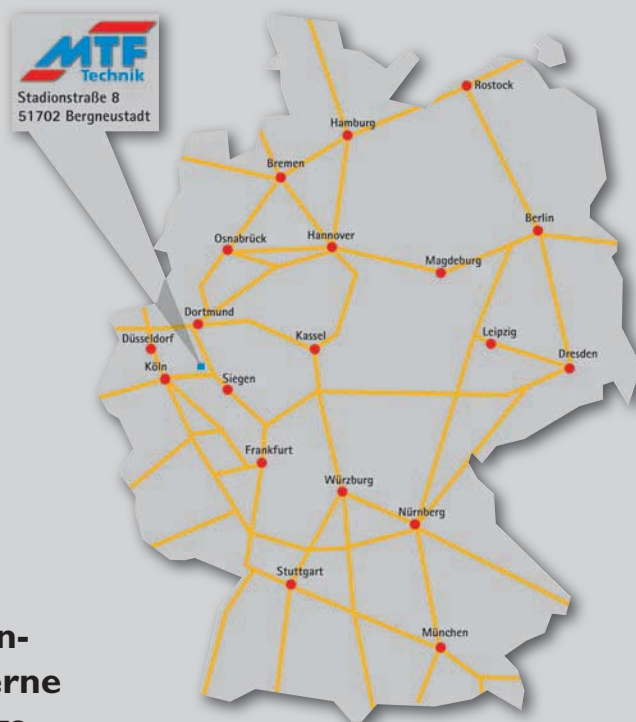 MTF
Technik
Stadionstraße 8
51702 Bergneustadt
Rostock
Hamburg
Bremen
Berlin
Osnabrück
Hannover
Magdeburg
Dortmund
Düsseldorf
Kassel
Leipzig
Dresden
Köln
Siegen
Frankfurt
Würzburg
Nürnberg
Stuttgart
München
n-
erne